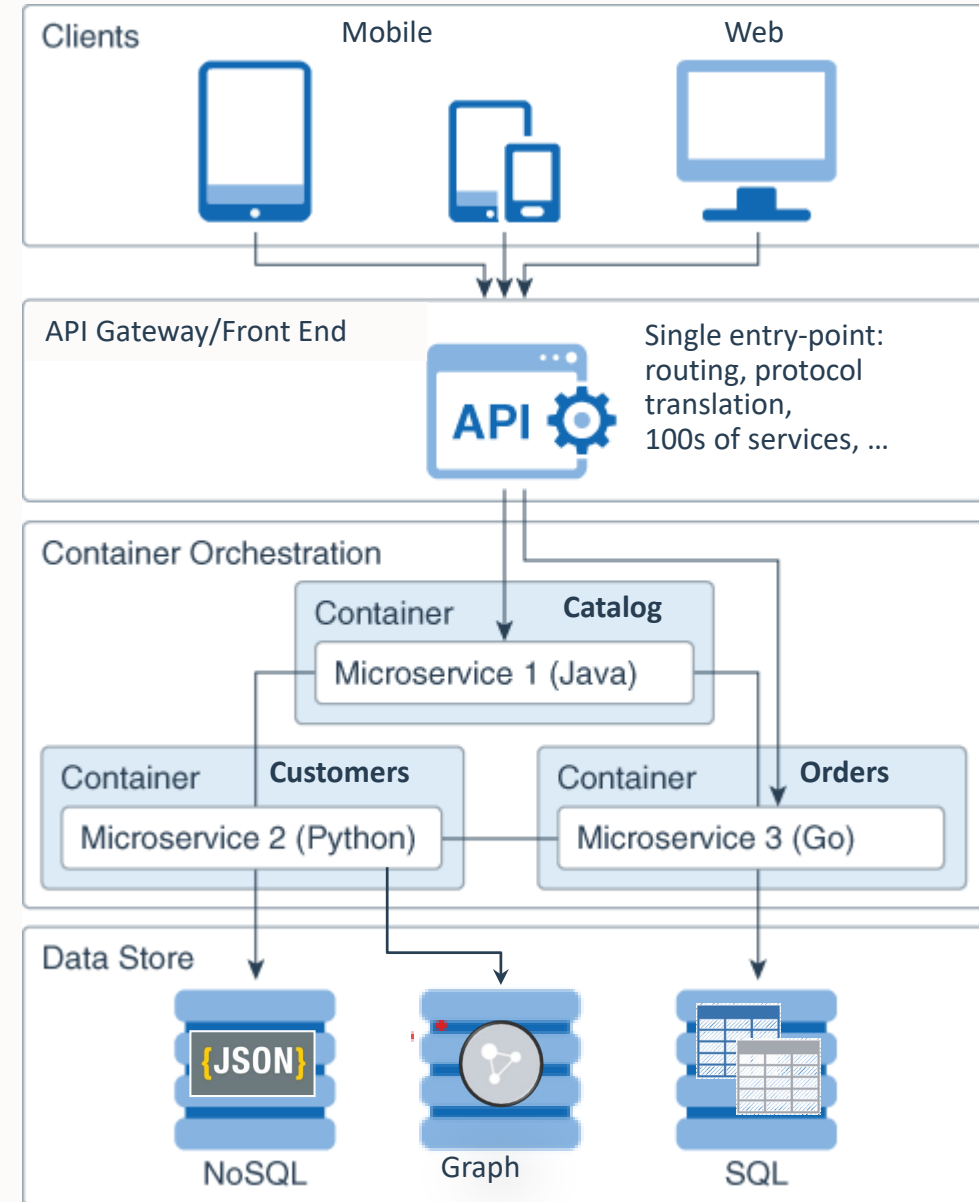 Clients
Mobile
Web
API Gateway/Front End
Single entry-point:
routing, protocol
translation,
100s of services, ...
API
Container Orchestration
Container
Catalog
Microservice 1 (Java)
Container
Customers
Microservice 2 (Python)
Container
Orders
Microservice 3 (Go)
Data Store
{JSON}
NoSQL
Graph
SQL